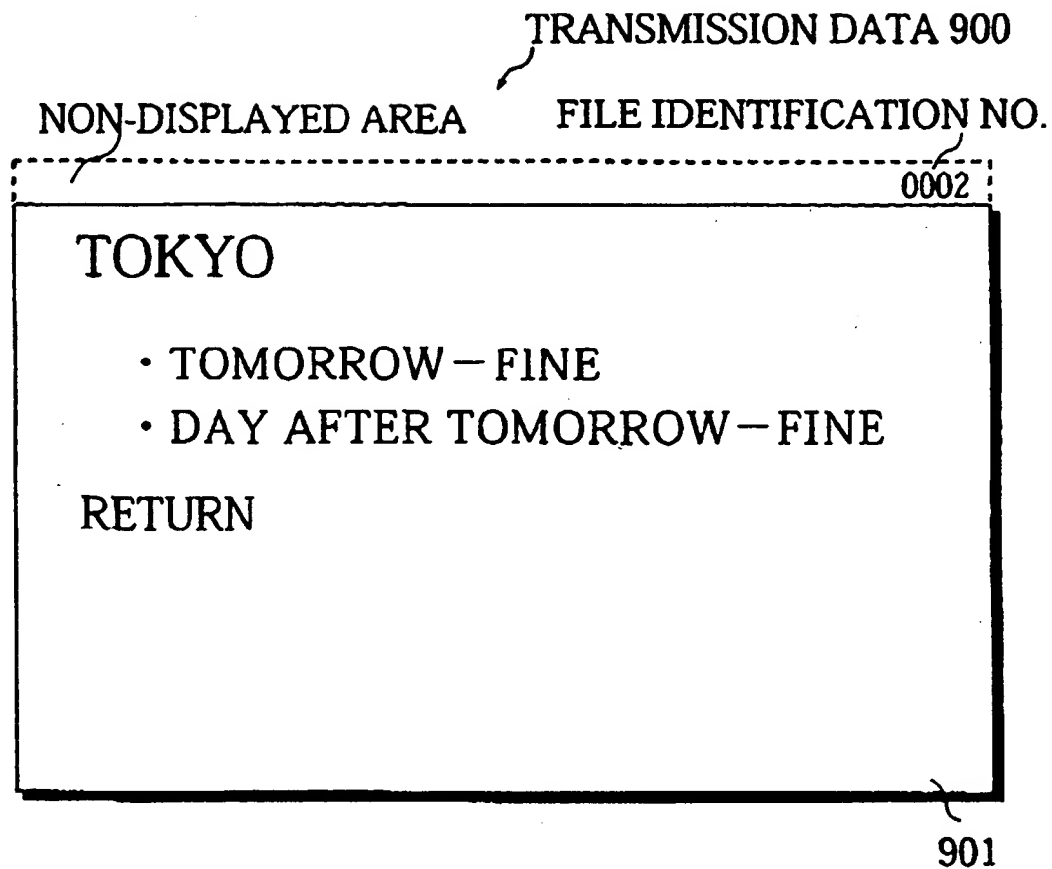 TRANSMISSION DATA 900
NON-DISPLAYED AREA FILE IDENTIFICATION NO.
0002
TOKYO
・TOMORROW—FINE
・DAY AFTER TOMORROW—FINE
RETURN
901